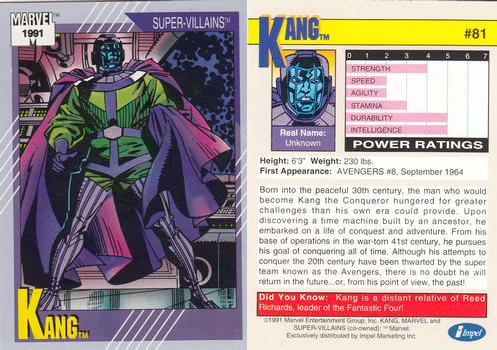 MARVEL
1991
SUPER-VILLAINS™
KANG™
KANG™
#81
0 1 2 3 4 5 6 7
STRENGTH
SPEED
AGILITY
STAMINA
DURABILITY
INTELLIGENCE
POWER RATINGS
Real Name:
Unknown
Height: 6'3" Weight: 230 lbs.
First Appearance: AVENGERS #8, September 1964
Born into the peaceful 30th century, the man who would
become Kang the Conqueror hungered for greater
challenges than his own era could provide. Upon
discovering a time machine built by an ancestor, he
embarked on a life of conquest and adventure. From his
base of operations in the war-torn 41st century, he pursues
his goal of conquering all of time. Although his attempts to
conquer the 20th century have been thwarted by the super
team known as the Avengers, there is no doubt he will
return in the future...or, from his point of view, the past!
Did You Know: Kang is a distant relative of Reed
Richards, leader of the Fantastic Four!
©1991 Marvel Entertainment Group, Inc. KANG, MARVEL and
SUPER-VILLAINS (co-owned): ™ Marvel.
Exclusively distributed by Impel Marketing Inc.
impel